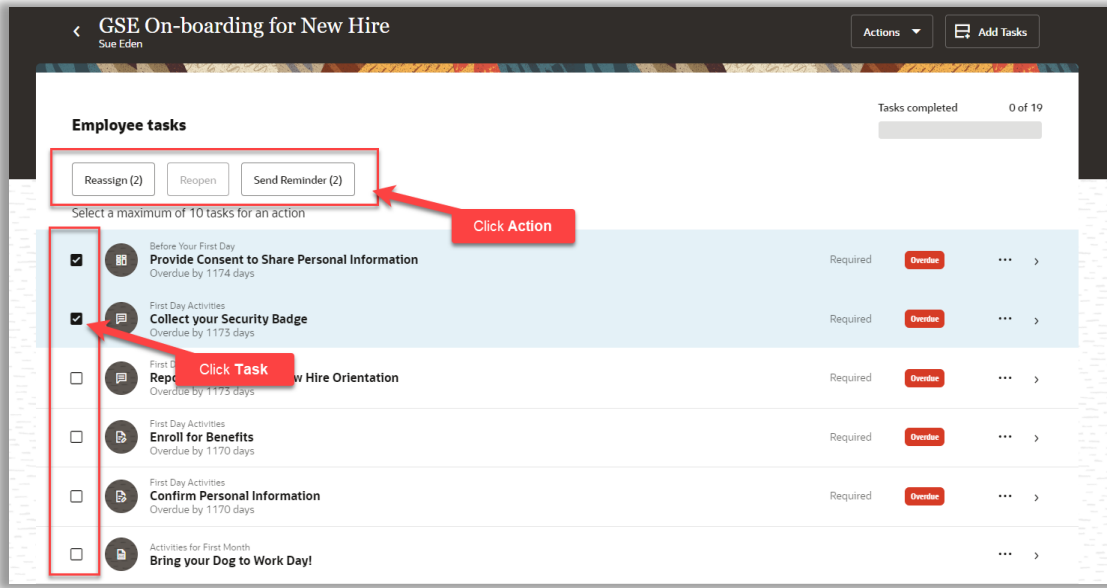 GSE On-boarding for New Hire
Sue Eden
Actions
Add Tasks
Tasks completed 0 of 19
Employee tasks
Reassign (2) Reopen Send Reminder (2)
Select a maximum of 10 tasks for an action
Click Action
Before Your First Day
Provide Consent to Share Personal Information
Required Overdue
Overdue by 1174 days
First Day Activities
Collect your Security Badge
Required Overdue
Overdue by 1173 days
Click Task
First D
Repo w Hire Orientation
Required Overdue
Overdue by 1173 days
First Day Activities
Enroll for Benefits
Required Overdue
Overdue by 1170 days
First Day Activities
Confirm Personal Information
Required Overdue
Overdue by 1170 days
Activities for First Month
Bring your Dog to Work Day!